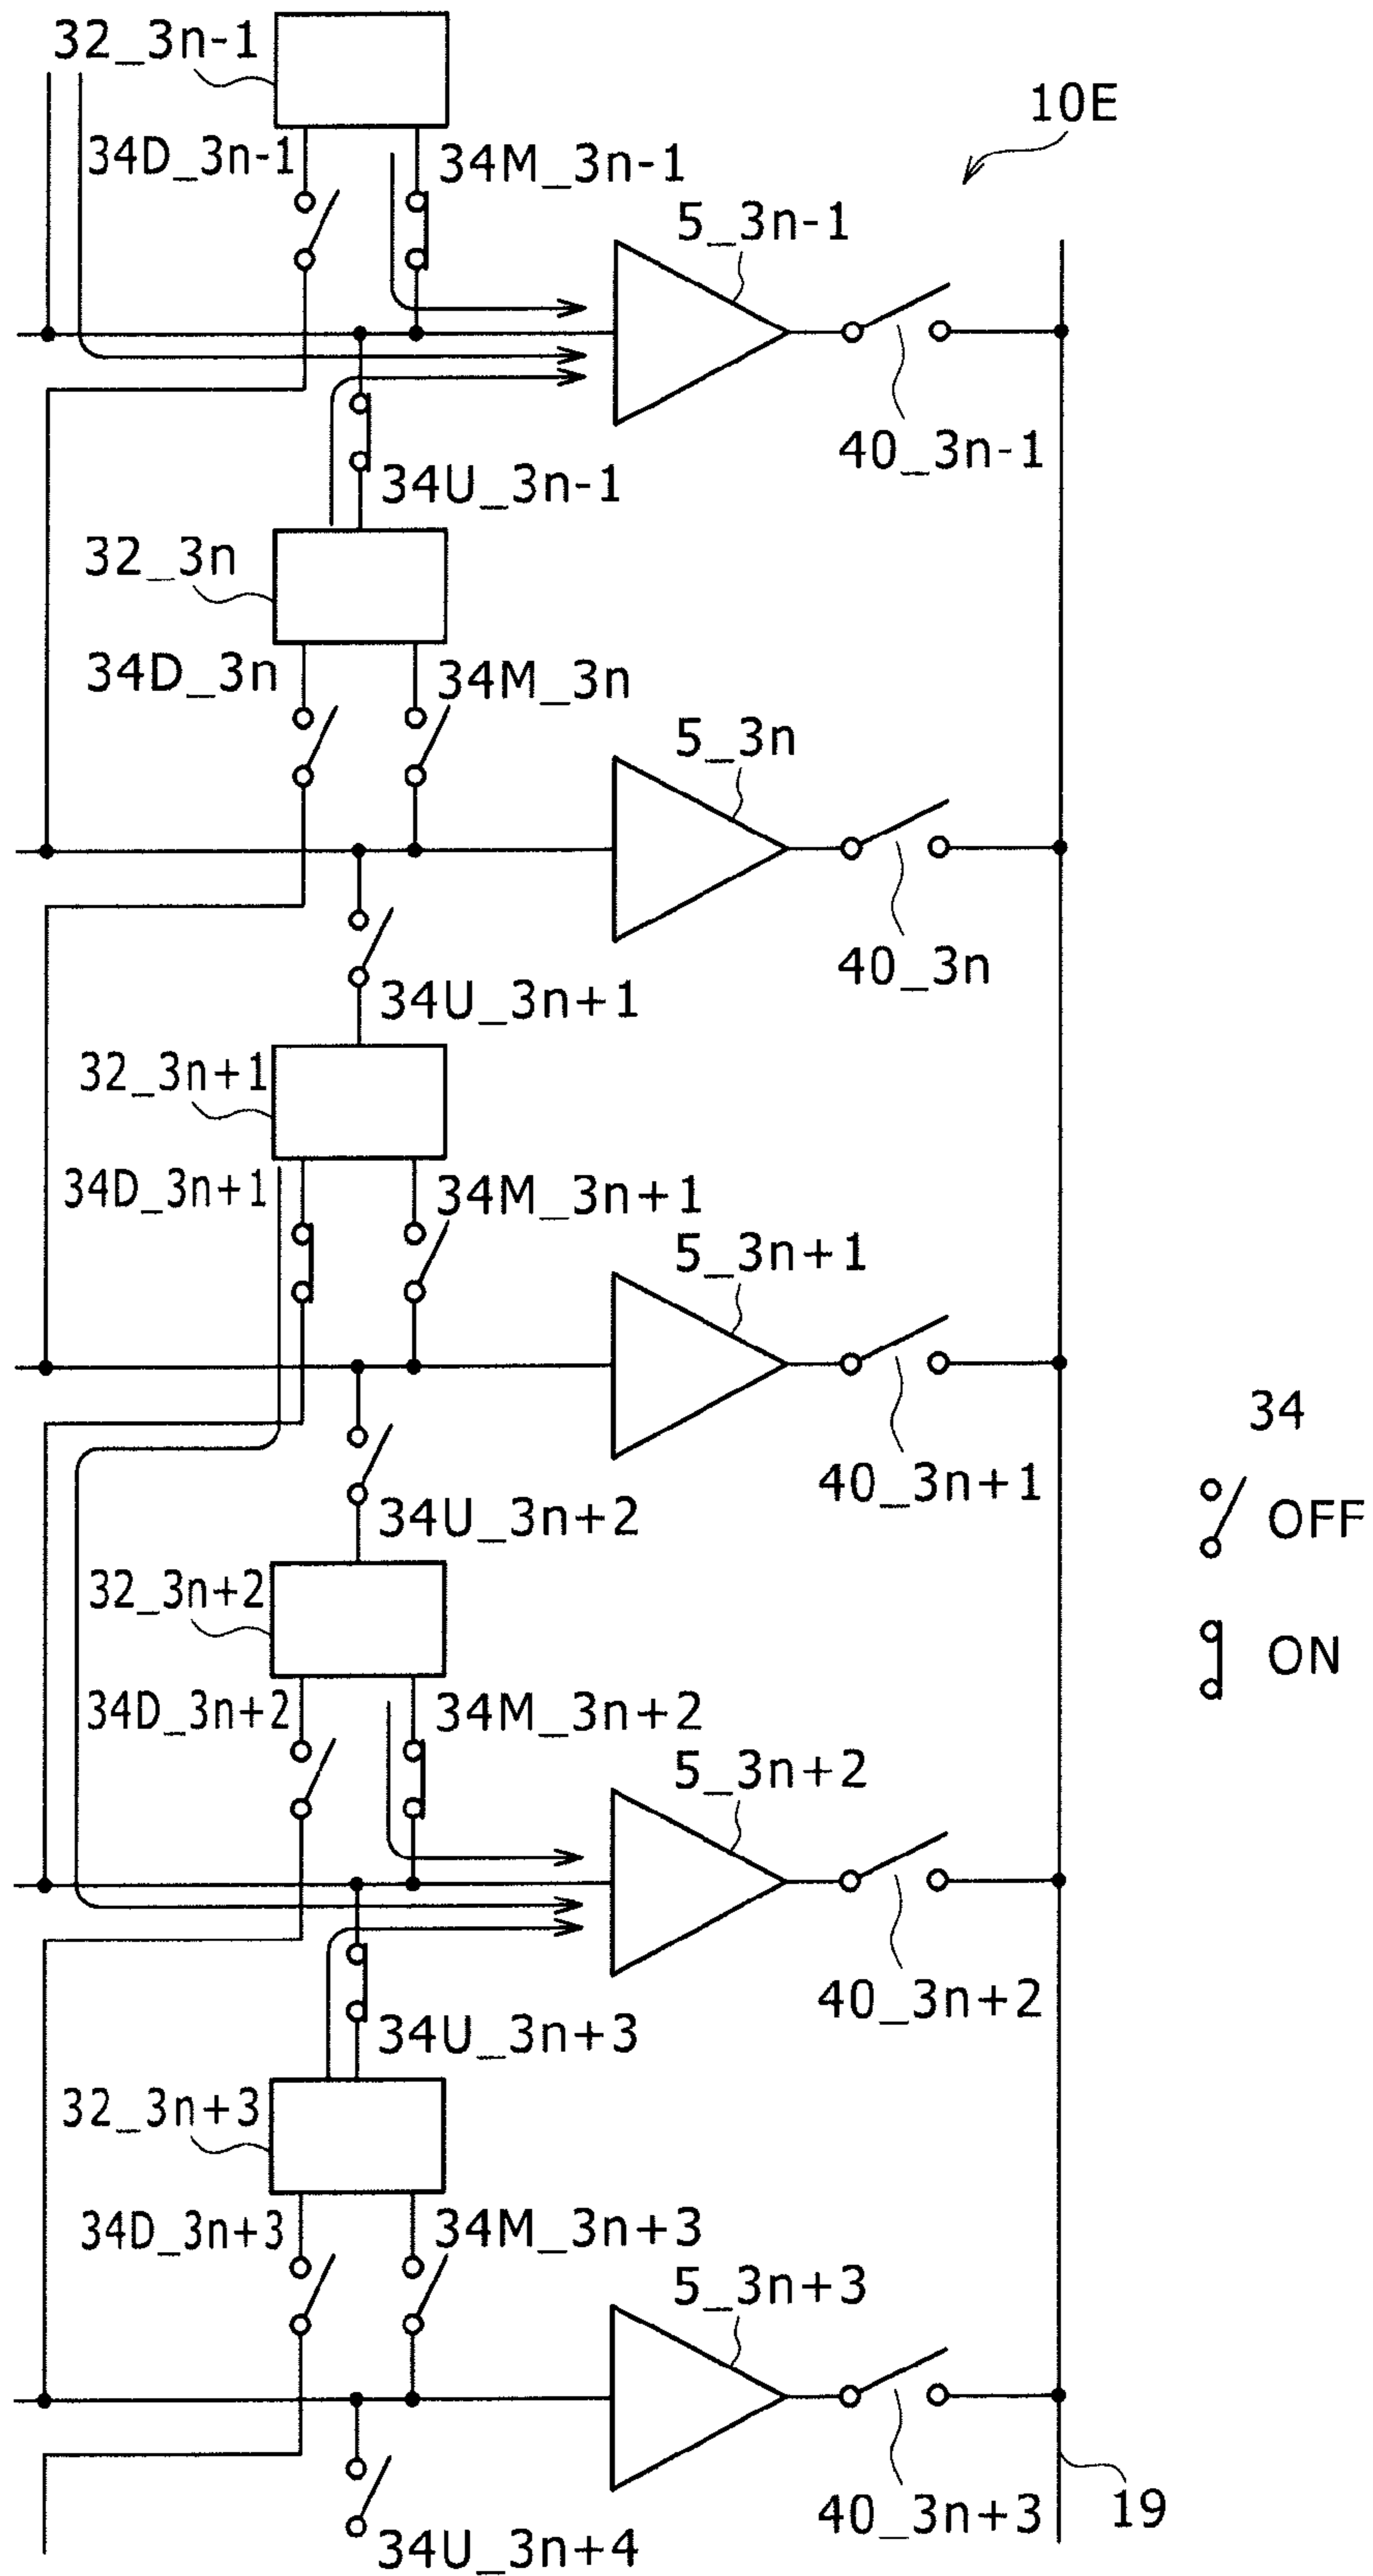 32_3n-1
10E
34D_3n-1
34M_3n-1
5_3n-1
40_3n-1
34U_3n-1
32_3n
34D_3n
34M_3n
5_3n
40_3n
34U_3n+1
32_3n+1
34D_3n+1
34M_3n+1
5_3n+1
34
40_3n+1
34U_3n+2
OFF
32_3n+2
ON
34D_3n+2
34M_3n+2
5_3n+2
40_3n+2
34U_3n+3
32_3n+3
34D_3n+3
34M_3n+3
5_3n+3
40_3n+3
19
34U_3n+4